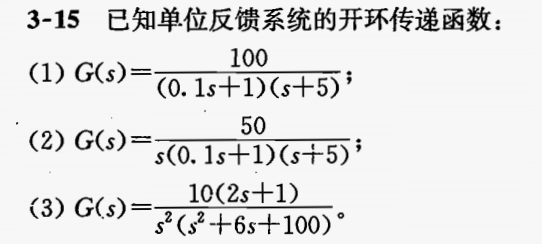 3-15 已知单位反馈系统的开环传递函数：
(1) G(s)=100/((0.1s+1)(s+5))；
(2) G(s)=50/(s(0.1s+1)(s+5))；
(3) G(s)=10(2s+1)/(s²(s²+6s+100))。